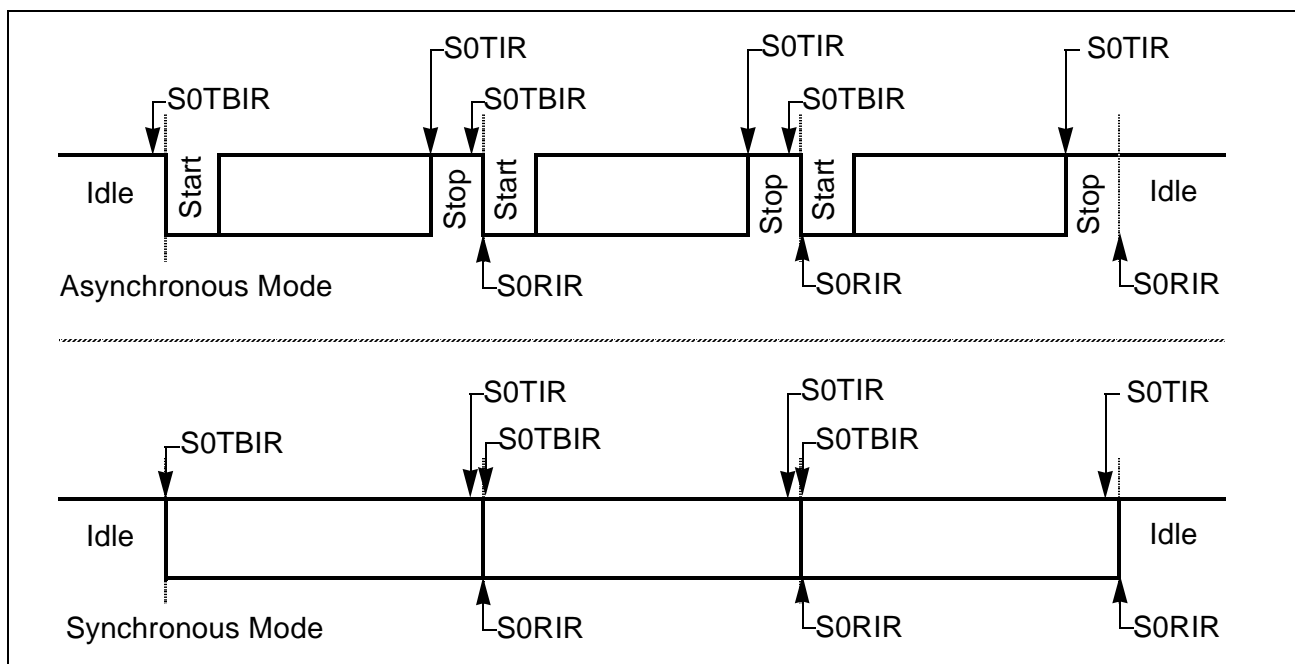 S0TIR S0TIR S0TIR
S0TBIR S0TBIR S0TBIR
Idle Start Stop Start Stop Start Stop Idle
Asynchronous Mode S0RIR S0RIR S0RIR
S0TIR S0TIR S0TIR
S0TBIR S0TBIR S0TBIR
Idle Idle
Synchronous Mode S0RIR S0RIR S0RIR